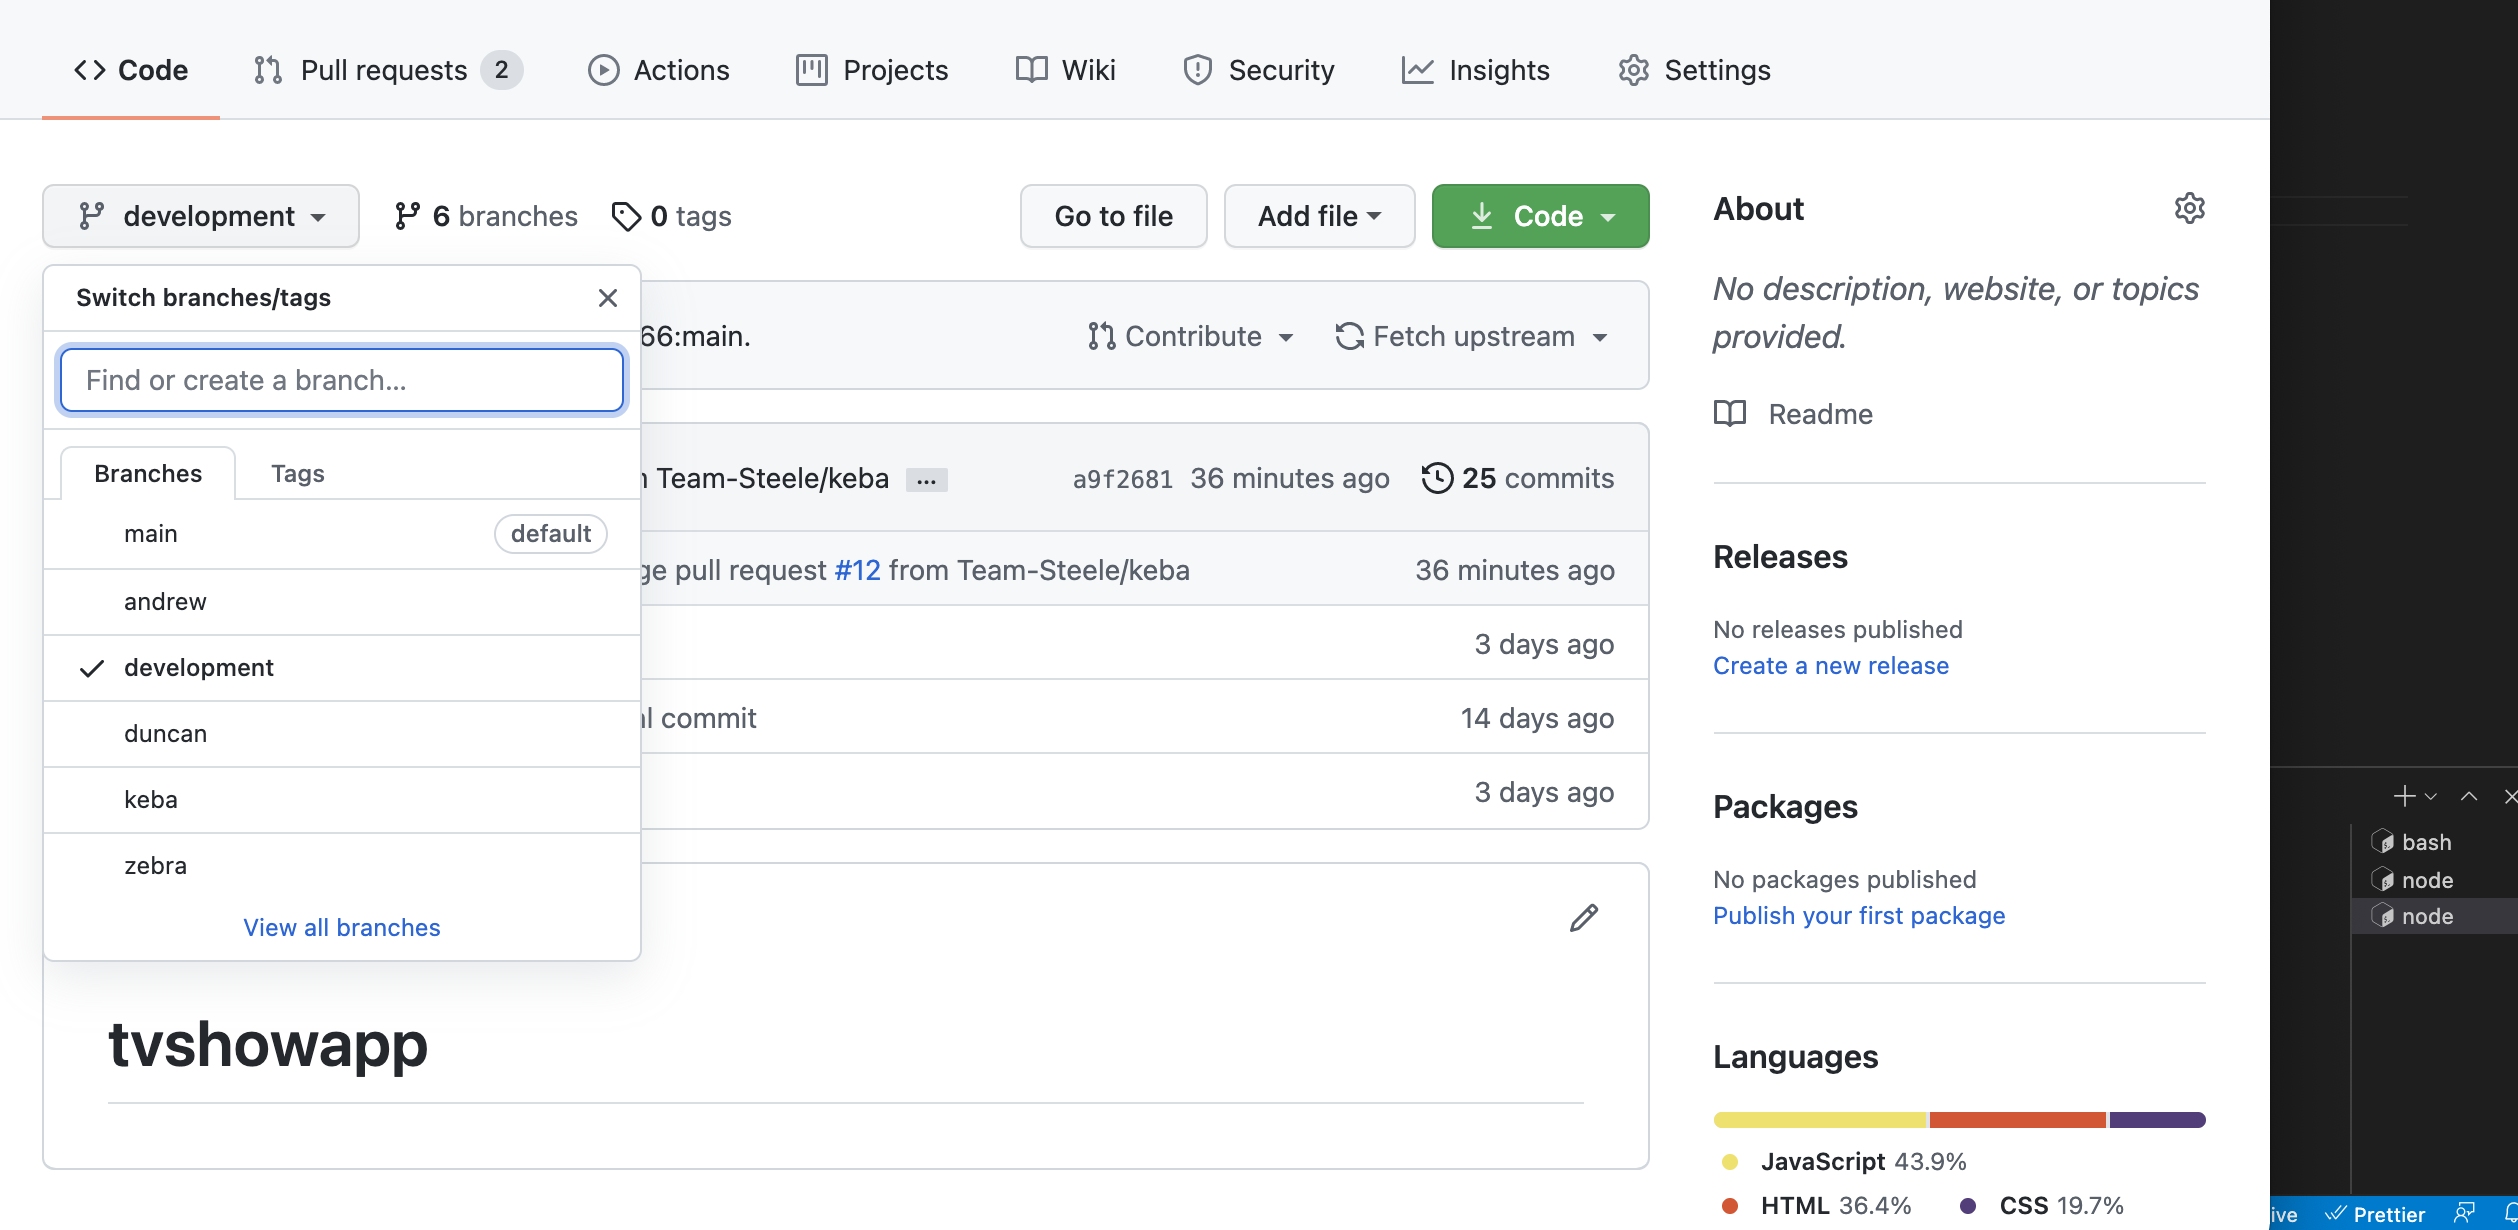 Code Pull requests 2 Actions Projects Wiki Security Insights Settings
development 6 branches 0 tags Go to file Add file Code
Switch branches/tags
Find or create a branch...
Branches Tags
main default
andrew
development
duncan
keba
zebra
View all branches
66:main. Contribute Fetch upstream
Team-Steele/keba ... a9f2681 36 minutes ago 25 commits
pull request #12 from Team-Steele/keba 36 minutes ago
3 days ago
commit 14 days ago
3 days ago
tvshowapp
About
No description, website, or topics
provided.
Readme
Releases
No releases published
Create a new release
Packages
No packages published
Publish your first package
Languages
JavaScript 43.9%
HTML 36.4% CSS 19.7%
bash
node
node
ive Prettier